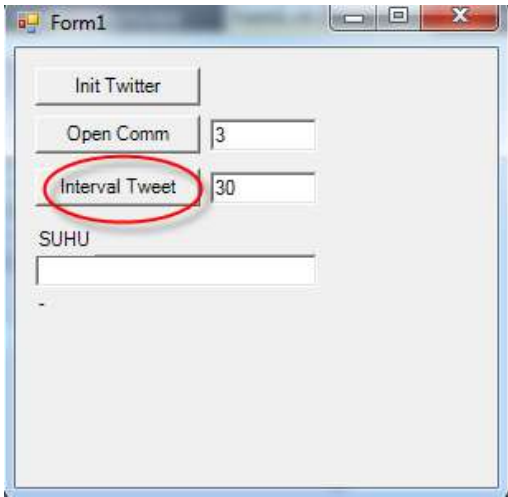 Form1
Init Twitter
Open Comm 3
Interval Tweet 30
SUHU
-